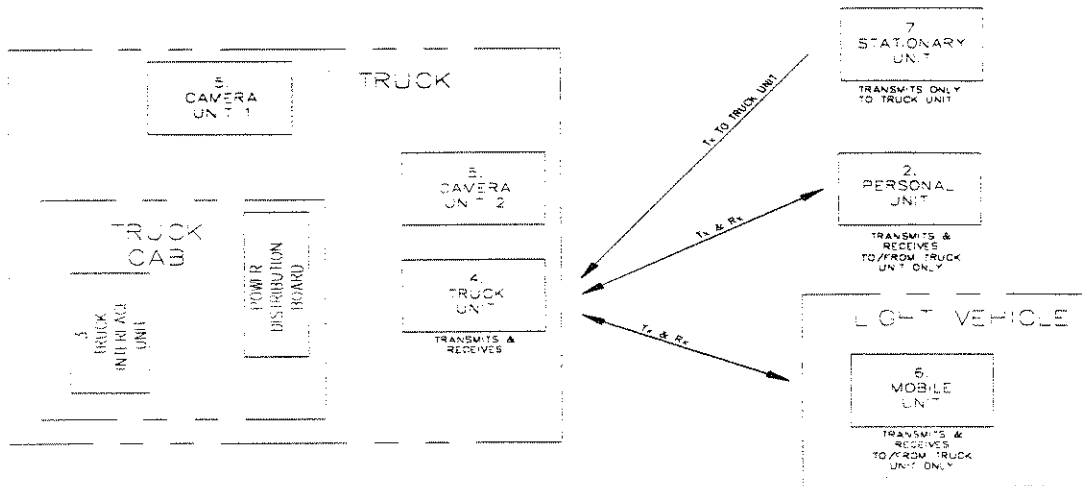 TRUCK
5.
CAMERA
UNIT 1
5.
CAMERA
UNIT 2
TRUCK
CAB
3.
TRUCK
INTERFACE
UNIT
POWER
DISTRIBUTION
BOARD
4.
TRUCK
UNIT
TRANSMITS &
RECEIVES
Tx TO TRUCK UNIT
Tx & Rx
Tx & Rx
7
STATIONARY
UNIT
TRANSMITS ONLY
TO TRUCK UNIT
2.
PERSONAL
UNIT
TRANSMITS &
RECEIVES
TO/FROM TRUCK
UNIT ONLY
LIGHT VEHICLE
6.
MOBILE
UNIT
TRANSMITS &
RECEIVES
TO/FROM TRUCK
UNIT ONLY